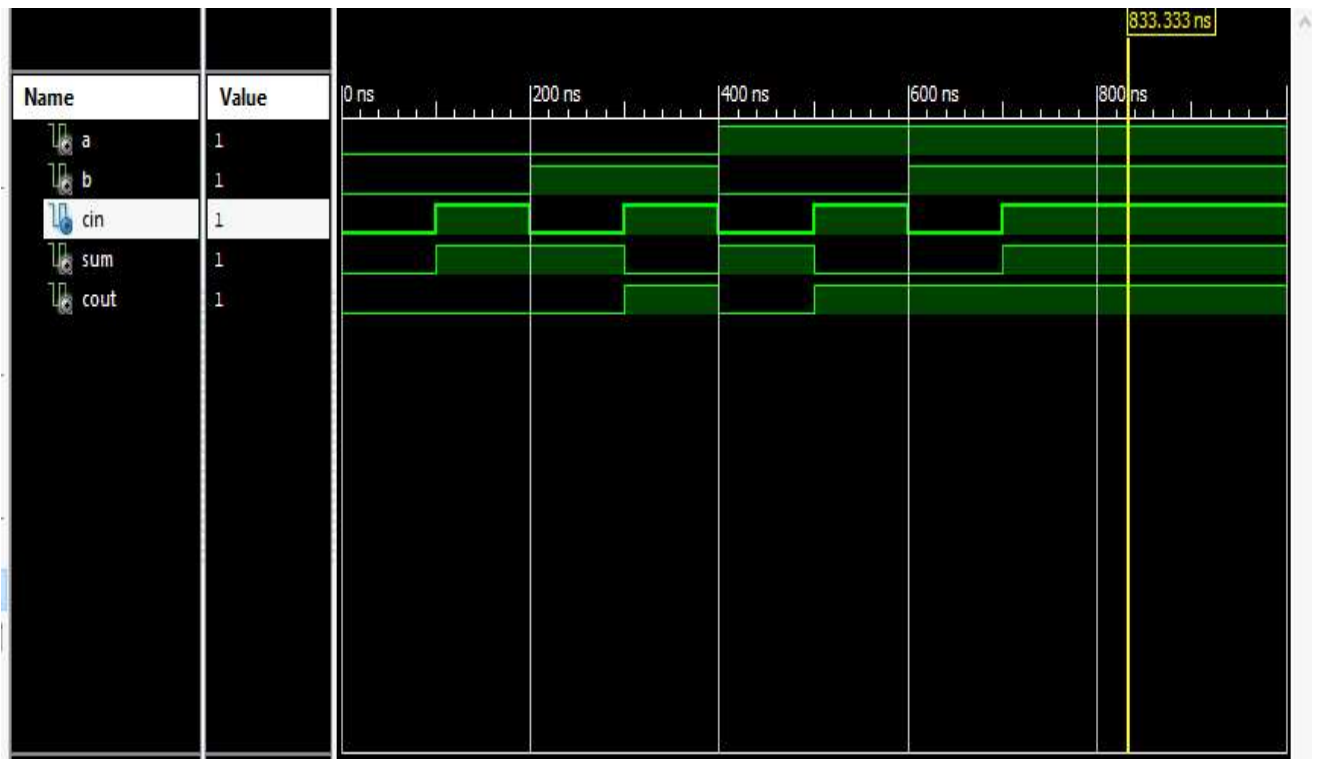 833.333 ns
Name Value 0 ns 200 ns 400 ns 600 ns 800 ns
a 1
b 1
cin 1
sum 1
cout 1